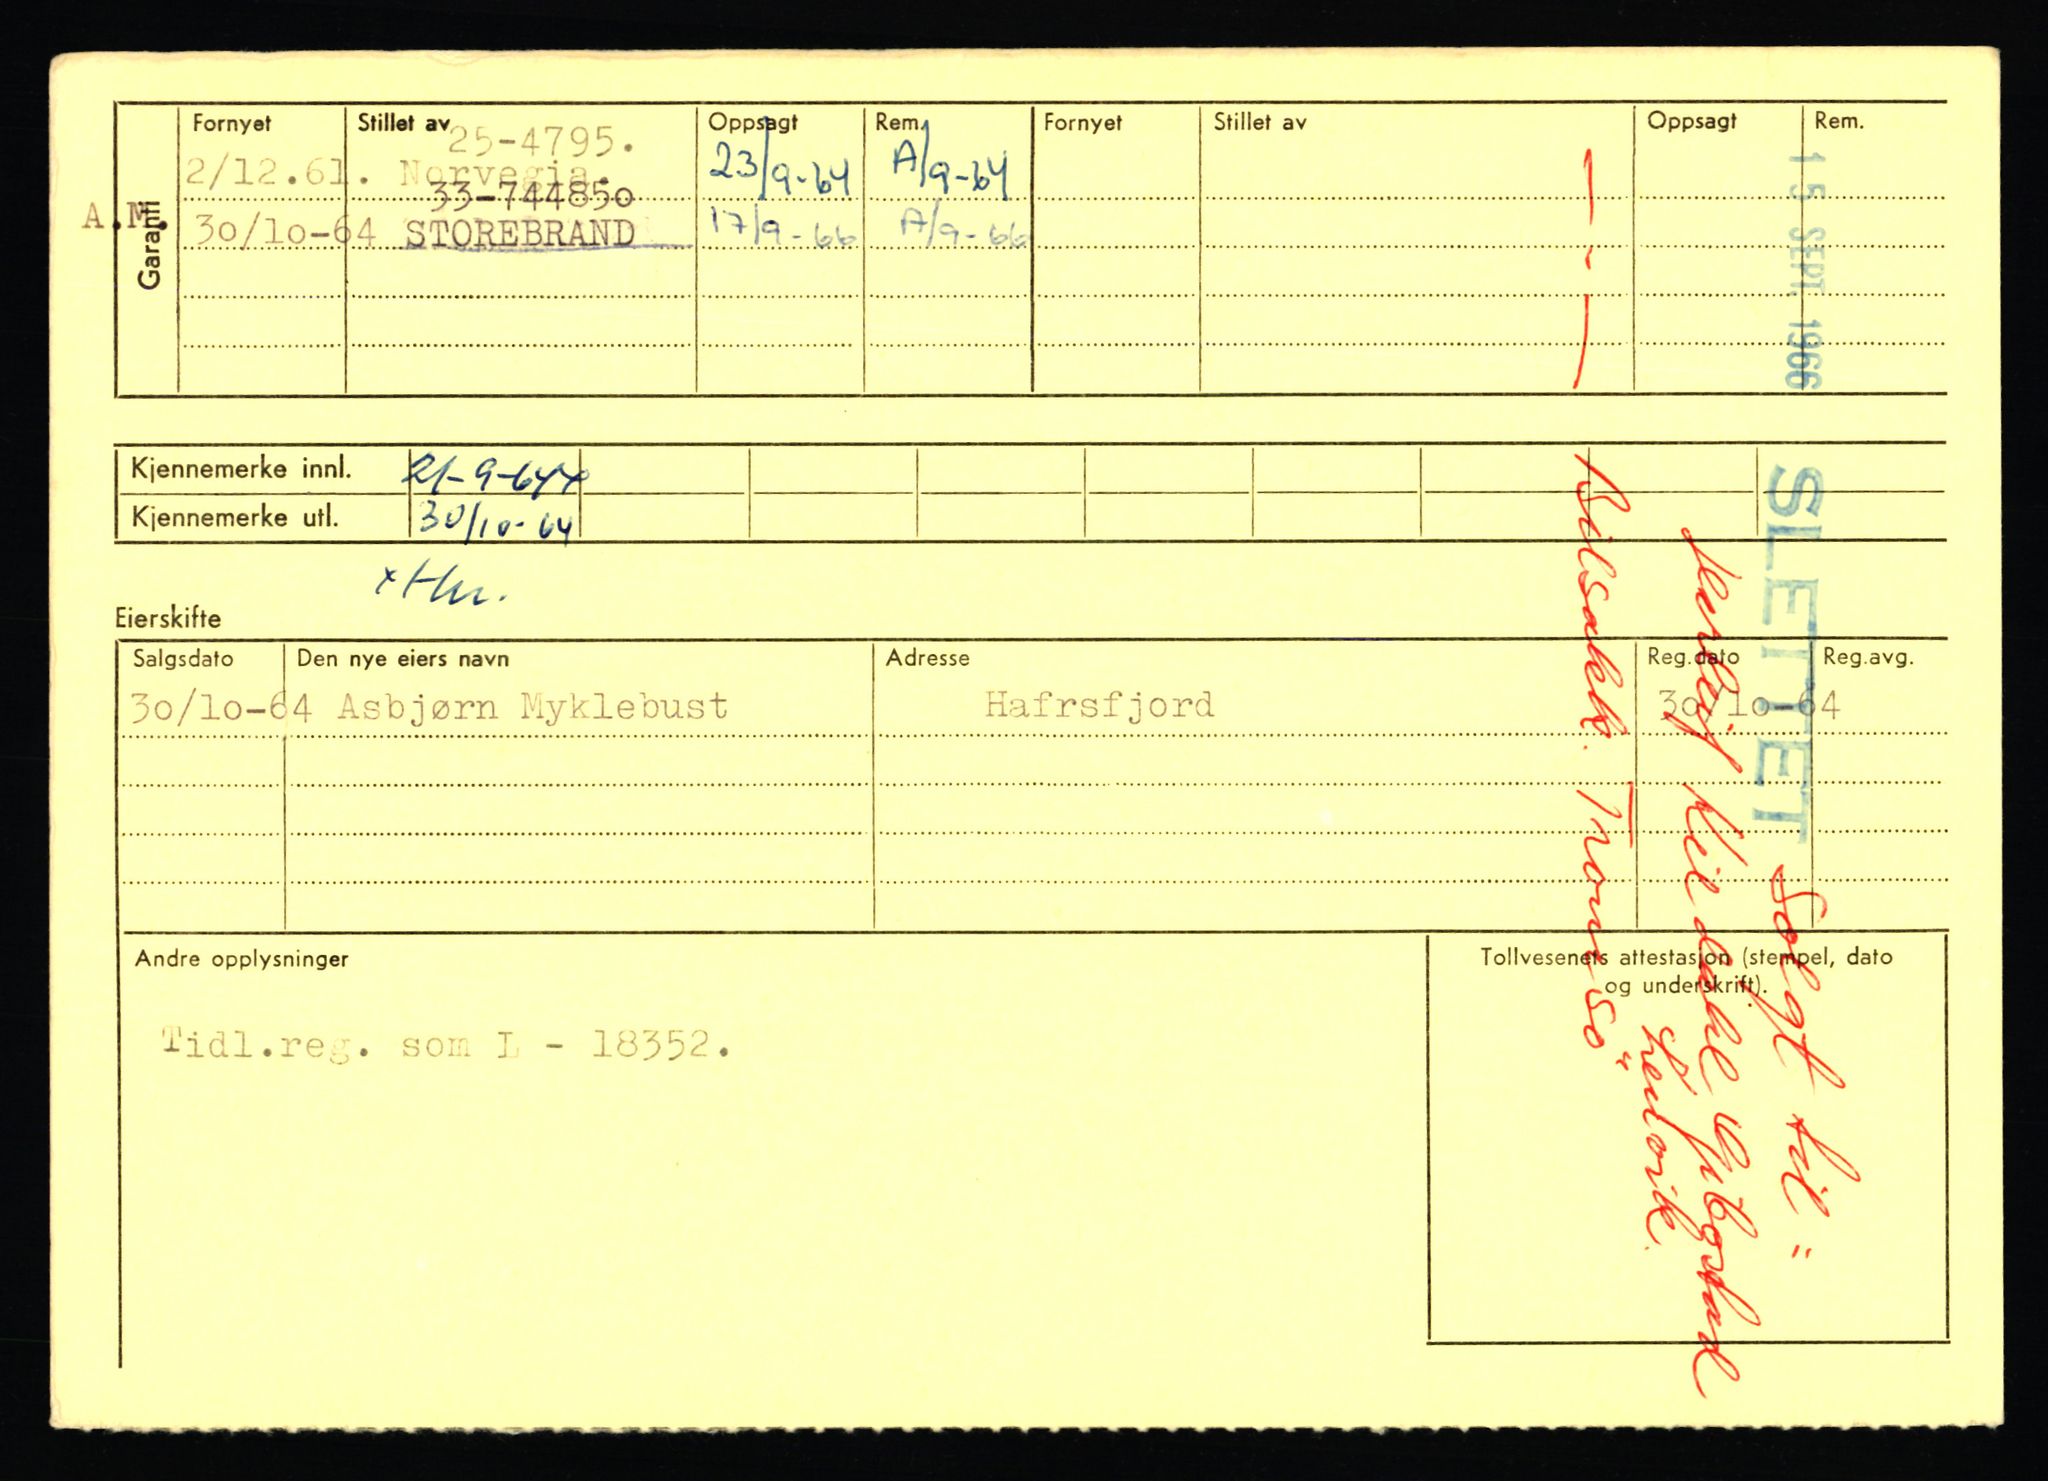 Garanti
Fornyet Stillet av Oppsagt Rem. Fornyet Stillet av Oppsagt Rem.
25-4795.
2/12.61. Norvegia. 23/9-64 A/9-64
33-744850
A.M. 30/10-64 STOREBRAND 17/9-66 A/9-66
Kjennemerke innl. 21-9-64x
Kjennemerke utl. 30/10-64
Eierskifte
Salgsdato Den nye eiers navn Adresse Reg.dato Reg.avg.
30/10-64 Asbjørn Myklebust Hafrsfjord 30/10-64
Andre opplysninger
Tidl.reg. som L - 18352.
Tollvesenets attestasjon (stempel, dato
og underskrift).
15 SEPT. 1966
SLETTET
Solgt til:
Gibostad
Bilsakk. Tromsø